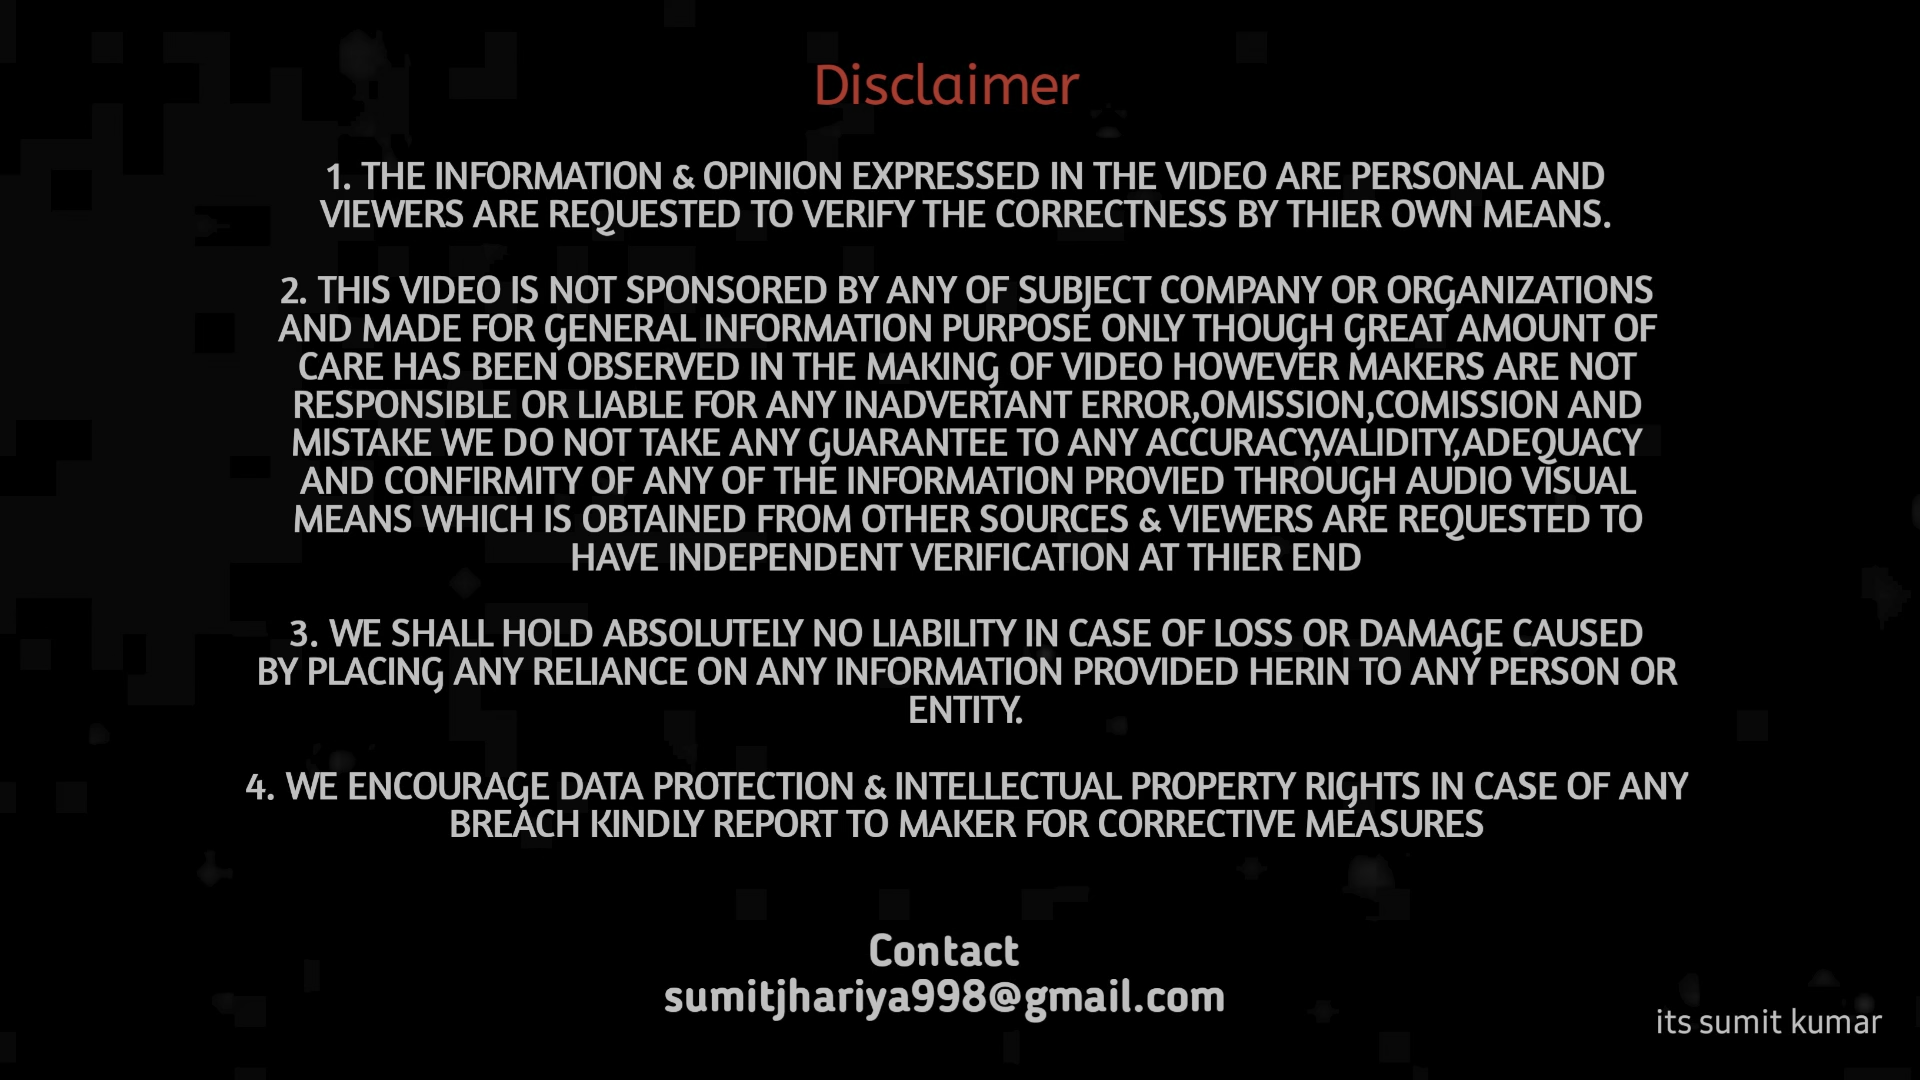 Disclaimer
1. THE INFORMATION & OPINION EXPRESSED IN THE VIDEO ARE PERSONAL AND
VIEWERS ARE REQUESTED TO VERIFY THE CORRECTNESS BY THIER OWN MEANS.
2. THIS VIDEO IS NOT SPONSORED BY ANY OF SUBJECT COMPANY OR ORGANIZATIONS
AND MADE FOR GENERAL INFORMATION PURPOSE ONLY THOUGH GREAT AMOUNT OF
CARE HAS BEEN OBSERVED IN THE MAKING OF VIDEO HOWEVER MAKERS ARE NOT
RESPONSIBLE OR LIABLE FOR ANY INADVERTANT ERROR,OMISSION,COMISSION AND
MISTAKE WE DO NOT TAKE ANY GUARANTEE TO ANY ACCURACY,VALIDITY,ADEQUACY
AND CONFIRMITY OF ANY OF THE INFORMATION PROVIED THROUGH AUDIO VISUAL
MEANS WHICH IS OBTAINED FROM OTHER SOURCES & VIEWERS ARE REQUESTED TO
HAVE INDEPENDENT VERIFICATION AT THIER END
3. WE SHALL HOLD ABSOLUTELY NO LIABILITY IN CASE OF LOSS OR DAMAGE CAUSED
BY PLACING ANY RELIANCE ON ANY INFORMATION PROVIDED HERIN TO ANY PERSON OR
ENTITY.
4. WE ENCOURAGE DATA PROTECTION & INTELLECTUAL PROPERTY RIGHTS IN CASE OF ANY
BREACH KINDLY REPORT TO MAKER FOR CORRECTIVE MEASURES
Contact
sumitjhariya998@gmail.com
its sumit kumar